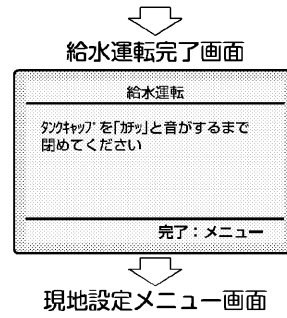 給水運転完了画面
給水運転
ﾀﾝｸｷｬｯﾌﾟを｢ｶﾁｯ｣と音がするまで
閉めてください
完了：メニュー
現地設定メニュー画面